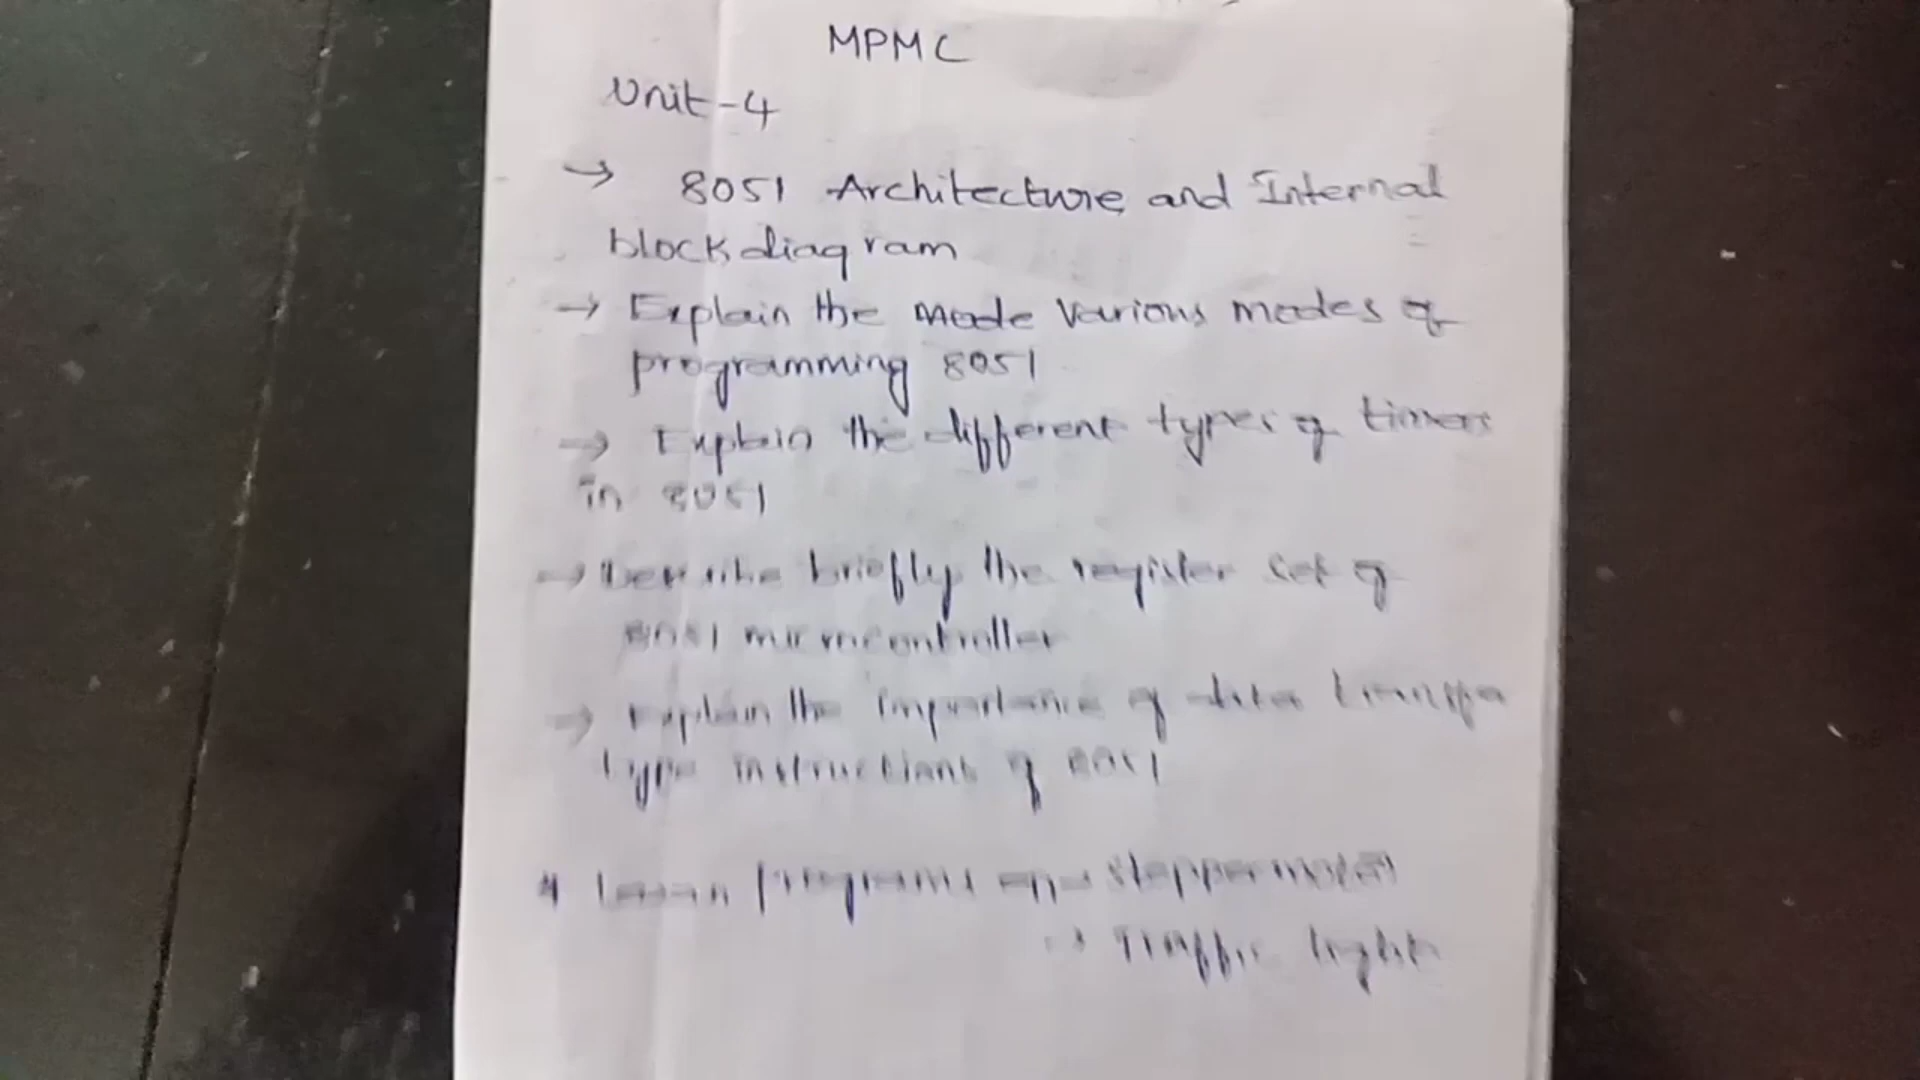 MPMC
Unit-4
→ 8051 Architecture and Internal
block diagram
→ Explain the mode various modes of
programming 8051
→ Explain the different types of timers
in 8051
→ Describe briefly the register set of
8051 microcontroller
→ Explain the importance of data transfer
type instructions of 8051
programs stepper motor
→ Traffic light